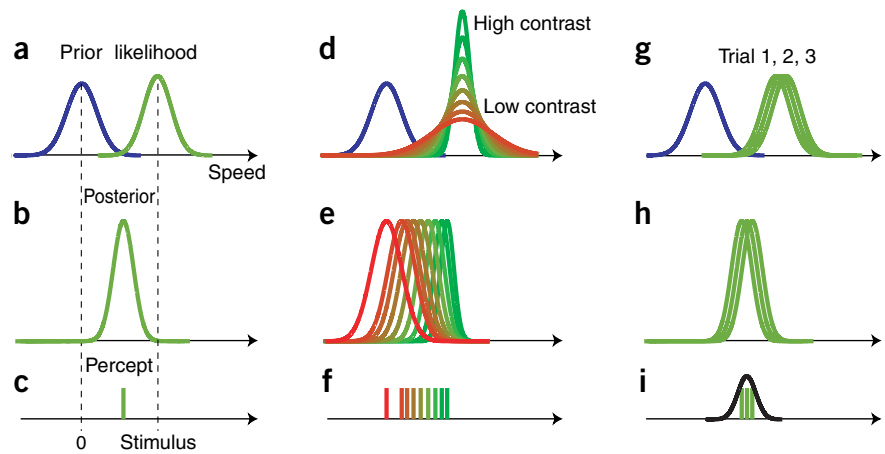 a
Prior likelihood
Speed
Posterior
b
Percept
c
0 Stimulus
d
High contrast
Low contrast
e
f
g
Trial 1, 2, 3
h
i